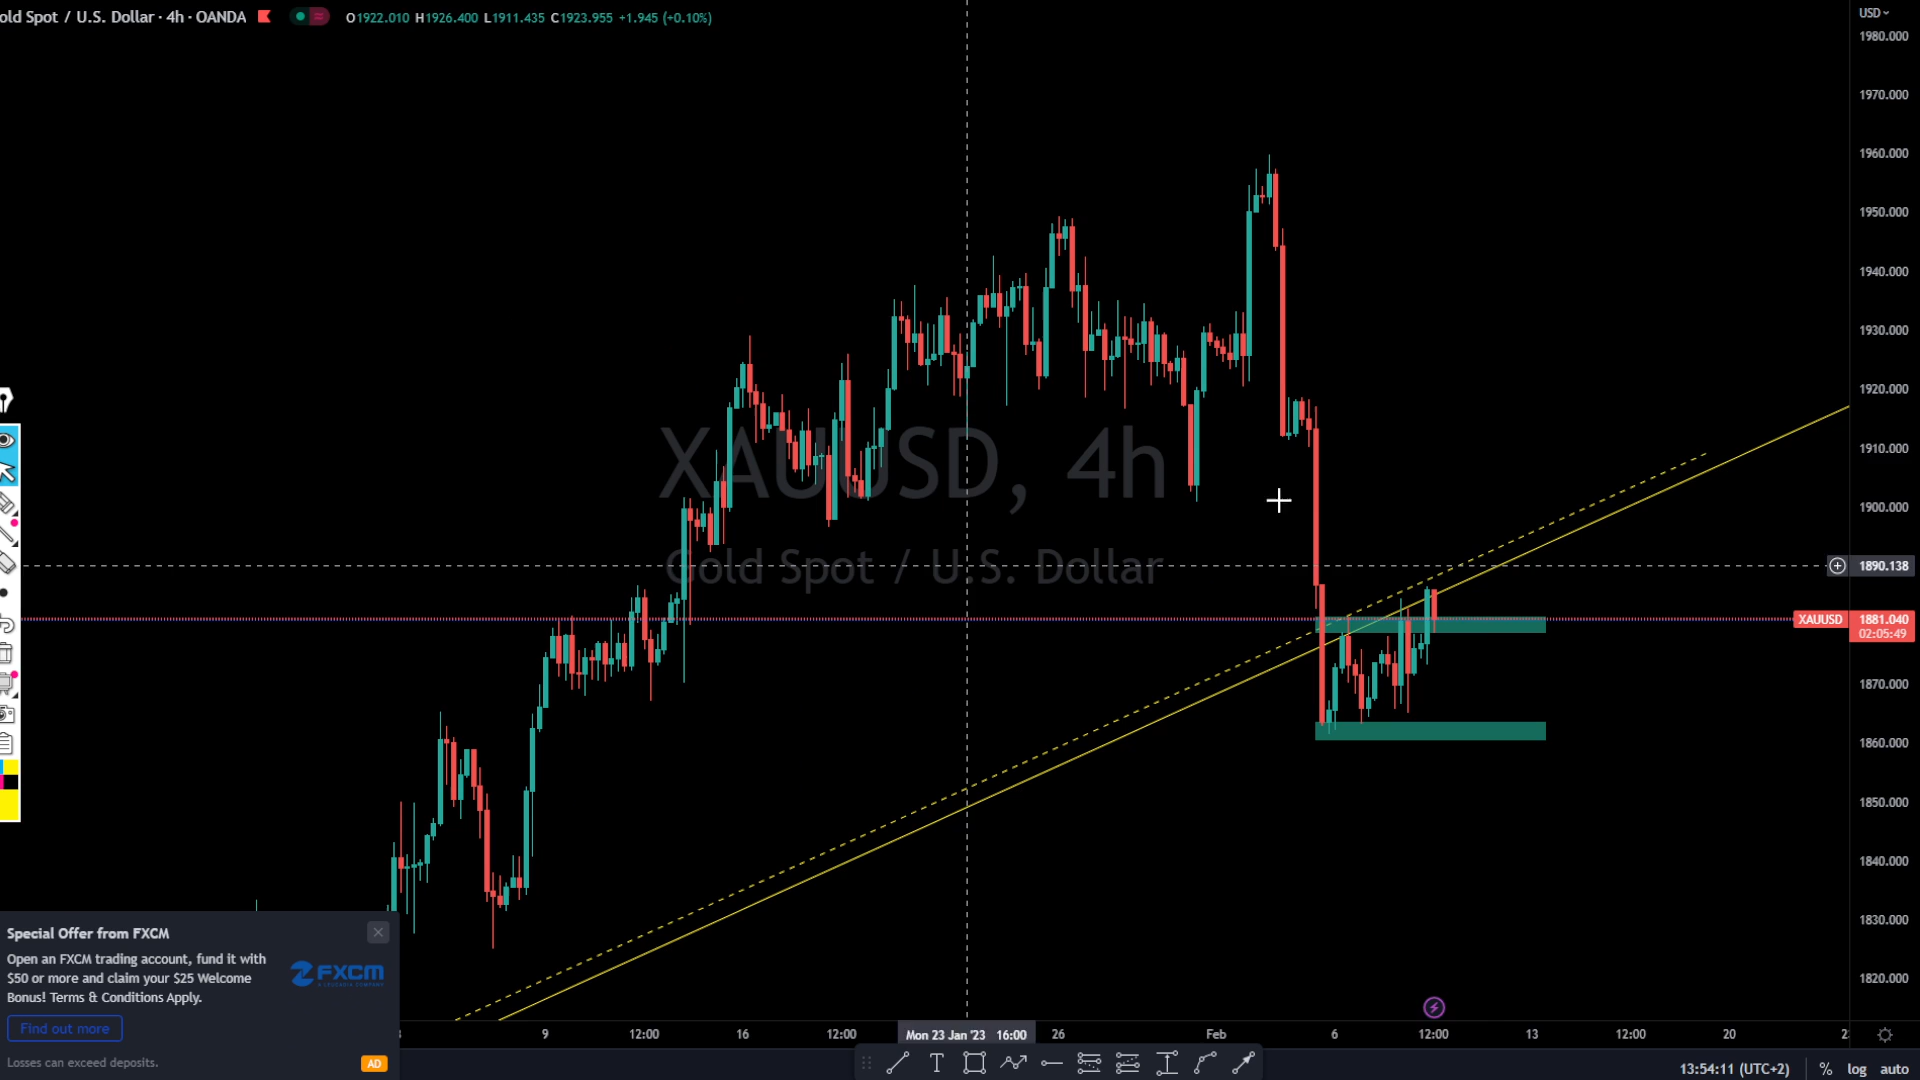 old Spot / U.S. Dollar · 4h · OANDA O1922.010 H1926.400 L1911.435 C1923.955 +1.945 (+0.10%)
USD
1980.000
1970.000
1960.000
1950.000
1940.000
1930.000
1920.000
1910.000
1900.000
1890.138
XAUUSD 1881.040
02:05:49
1870.000
1860.000
1850.000
1840.000
1830.000
1820.000
XAUUSD, 4h
Gold Spot / U.S. Dollar
Special Offer from FXCM
Open an FXCM trading account, fund it with
$50 or more and claim your $25 Welcome
Bonus! Terms & Conditions Apply.
FXCM
Find out more
Losses can exceed deposits.
AD
9 12:00 16 12:00 Mon 23 Jan '23 16:00 26 Feb 6 12:00 13 12:00 20
13:54:11 (UTC+2) % log auto